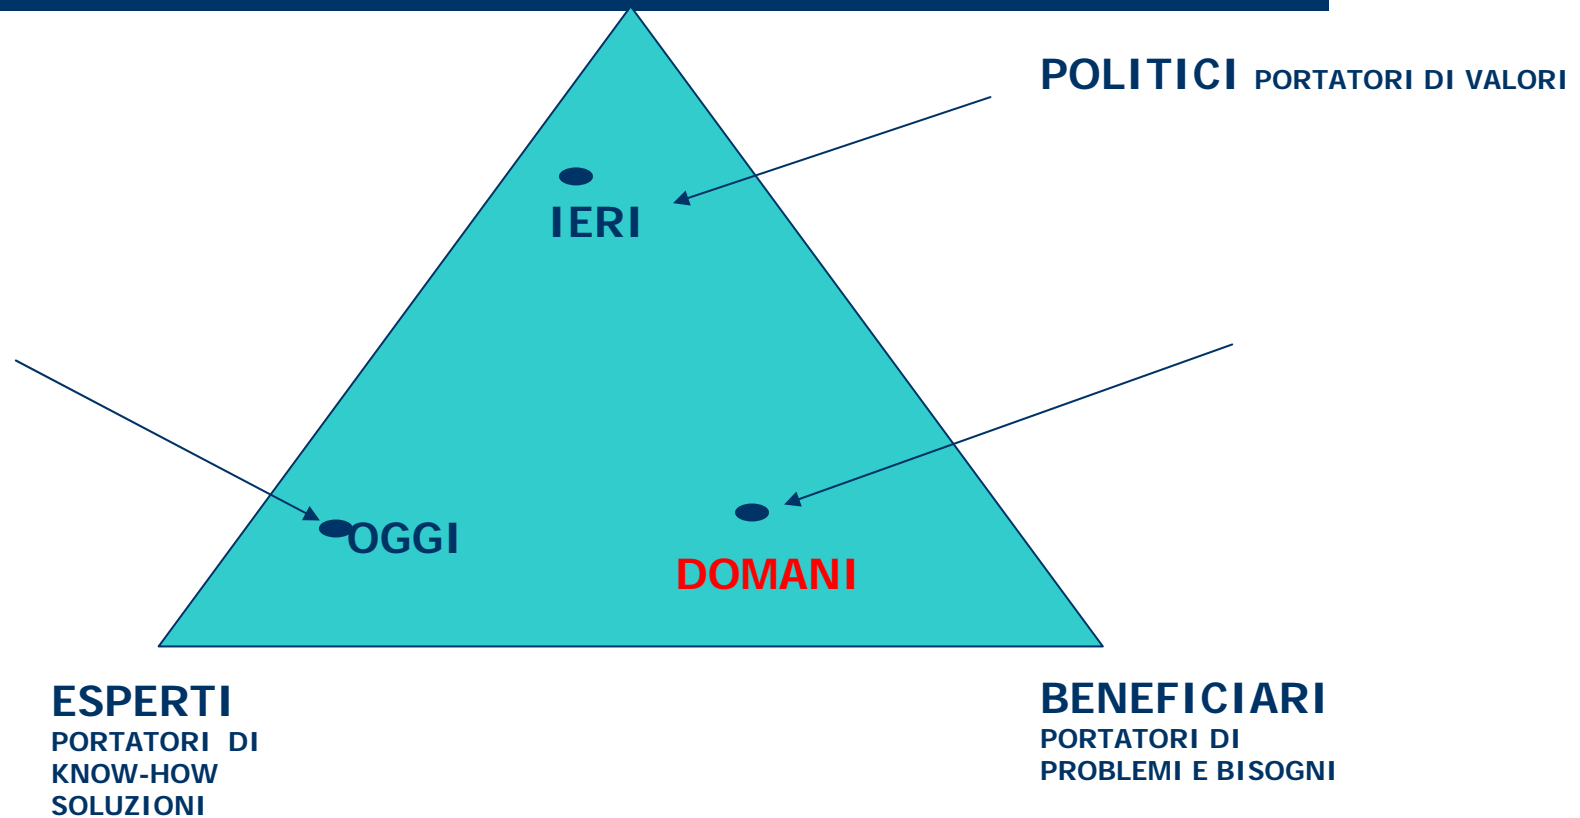 POLITICI PORTATORI DI VALORI
IERI
OGGI
DOMANI
ESPERTI
PORTATORI DI
KNOW-HOW
SOLUZIONI
BENEFICIARI
PORTATORI DI
PROBLEMI E BISOGNI